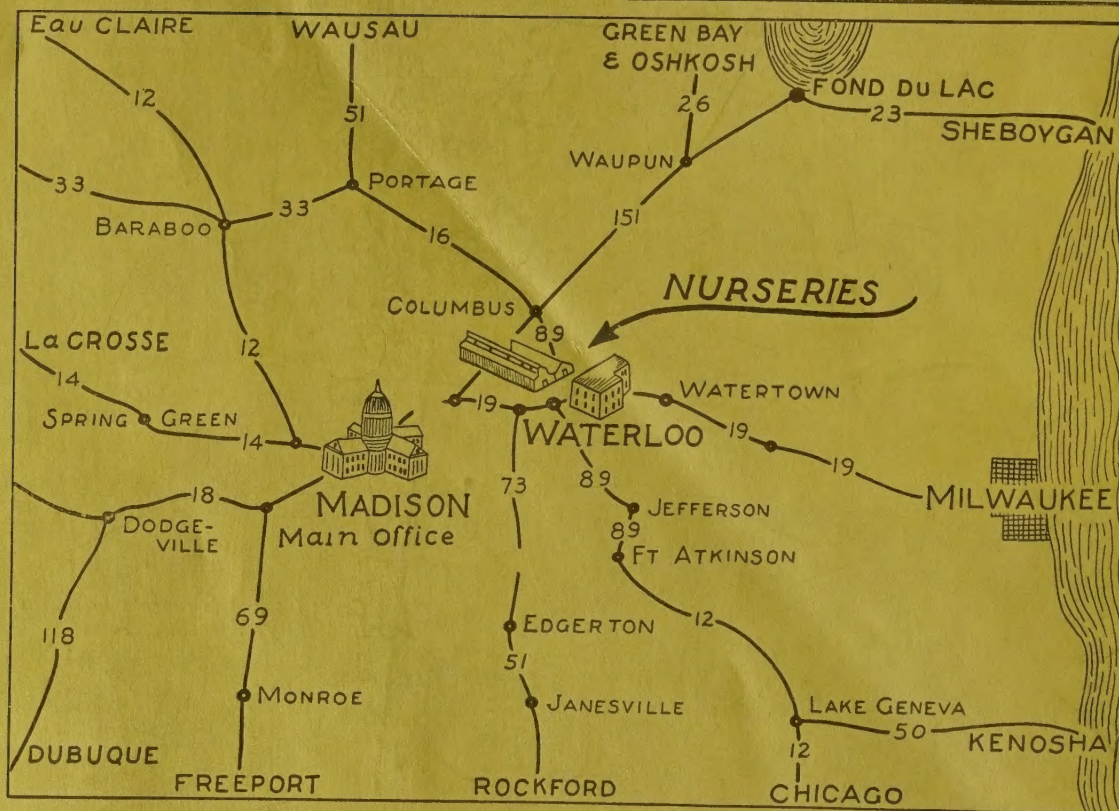 Eau CLAIRE
WAUSAU
GREEN BAY
& OSHKOSH
12
51
26
FOND DU LAC
23
SHEBOYGAN
WAUPUN
33
PORTAGE
33
BARABOO
151
16
COLUMBUS
NURSERIES
89
La CROSSE
12
14
SPRING GREEN
14
19
WATERTOWN
WATERLOO
19
19
MILWAUKEE
18
MADISON
Main Office
73
89
JEFFERSON
DODGE-
VILLE
89
FT ATKINSON
69
12
118
EDGERTON
51
MONROE
JANESVILLE
LAKE GENEVA
50
KENOSHA
12
DUBUQUE
FREEPORT
ROCKFORD
CHICAGO